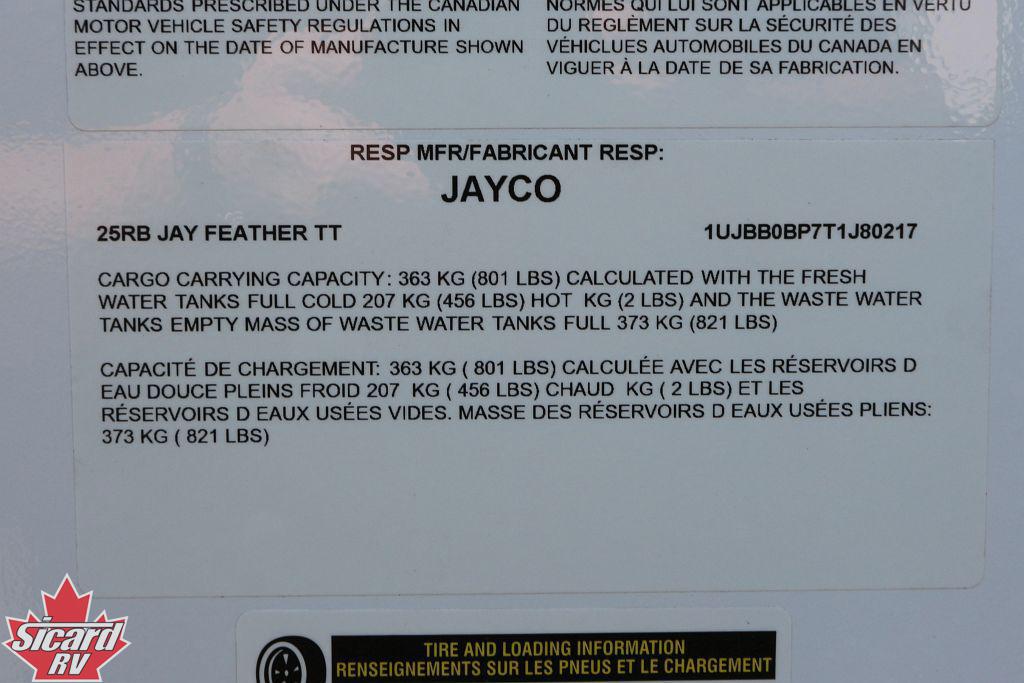 STANDARDS PRESCRIBED UNDER THE CANADIAN
MOTOR VEHICLE SAFETY REGULATIONS IN
EFFECT ON THE DATE OF MANUFACTURE SHOWN
ABOVE.
NORMES QUI LUI SONT APPLICABLES EN VERTU
DU REGLÈMENT SUR LA SÉCURITÉ DES
VÉHICLUES AUTOMOBILES DU CANADA EN
VIGUER À LA DATE DE SA FABRICATION.
RESP MFR/FABRICANT RESP:
JAYCO
25RB JAY FEATHER TT 1UJBB0BP7T1J80217
CARGO CARRYING CAPACITY: 363 KG (801 LBS) CALCULATED WITH THE FRESH
WATER TANKS FULL COLD 207 KG (456 LBS) HOT KG (2 LBS) AND THE WASTE WATER
TANKS EMPTY MASS OF WASTE WATER TANKS FULL 373 KG (821 LBS)
CAPACITÉ DE CHARGEMENT: 363 KG ( 801 LBS) CALCULÉE AVEC LES RÉSERVOIRS D
EAU DOUCE PLEINS FROID 207 KG ( 456 LBS) CHAUD KG ( 2 LBS) ET LES
RÉSERVOIRS D EAUX USÉES VIDES. MASSE DES RÉSERVOIRS D EAUX USÉES PLIENS:
373 KG ( 821 LBS)
TIRE AND LOADING INFORMATION
RENSEIGNEMENTS SUR LES PNEUS ET LE CHARGEMENT
Sicard
RV